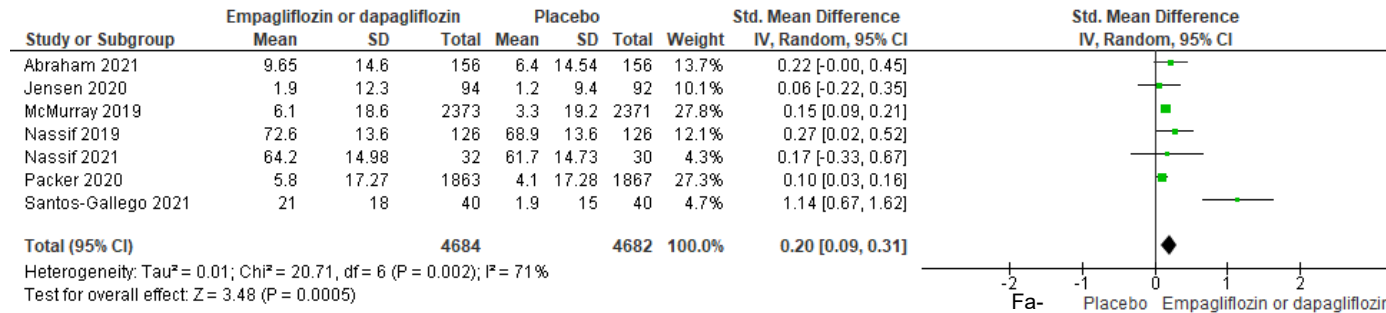 Empagliflozin or dapagliflozin Placebo Std. Mean Difference Std. Mean Difference
Study or Subgroup Mean SD Total Mean SD Total Weight IV, Random, 95% CI IV, Random, 95% CI
Abraham 2021 9.65 14.6 156 6.4 14.54 156 13.7% 0.22 [-0.00, 0.45]
Jensen 2020 1.9 12.3 94 1.2 9.4 92 10.1% 0.06 [-0.22, 0.35]
McMurray 2019 6.1 18.6 2373 3.3 19.2 2371 27.8% 0.15 [0.09, 0.21]
Nassif 2019 72.6 13.6 126 68.9 13.6 126 12.1% 0.27 [0.02, 0.52]
Nassif 2021 64.2 14.98 32 61.7 14.73 30 4.3% 0.17 [-0.33, 0.67]
Packer 2020 5.8 17.27 1863 4.1 17.28 1867 27.3% 0.10 [0.03, 0.16]
Santos-Gallego 2021 21 18 40 1.9 15 40 4.7% 1.14 [0.67, 1.62]
Total (95% CI) 4684 4682 100.0% 0.20 [0.09, 0.31]
Heterogeneity: Tau² = 0.01; Chi² = 20.71, df = 6 (P = 0.002); I² = 71%
Test for overall effect: Z = 3.48 (P = 0.0005)
-2 -1 0 1 2
Fa- Placebo Empagliflozin or dapagliflozin